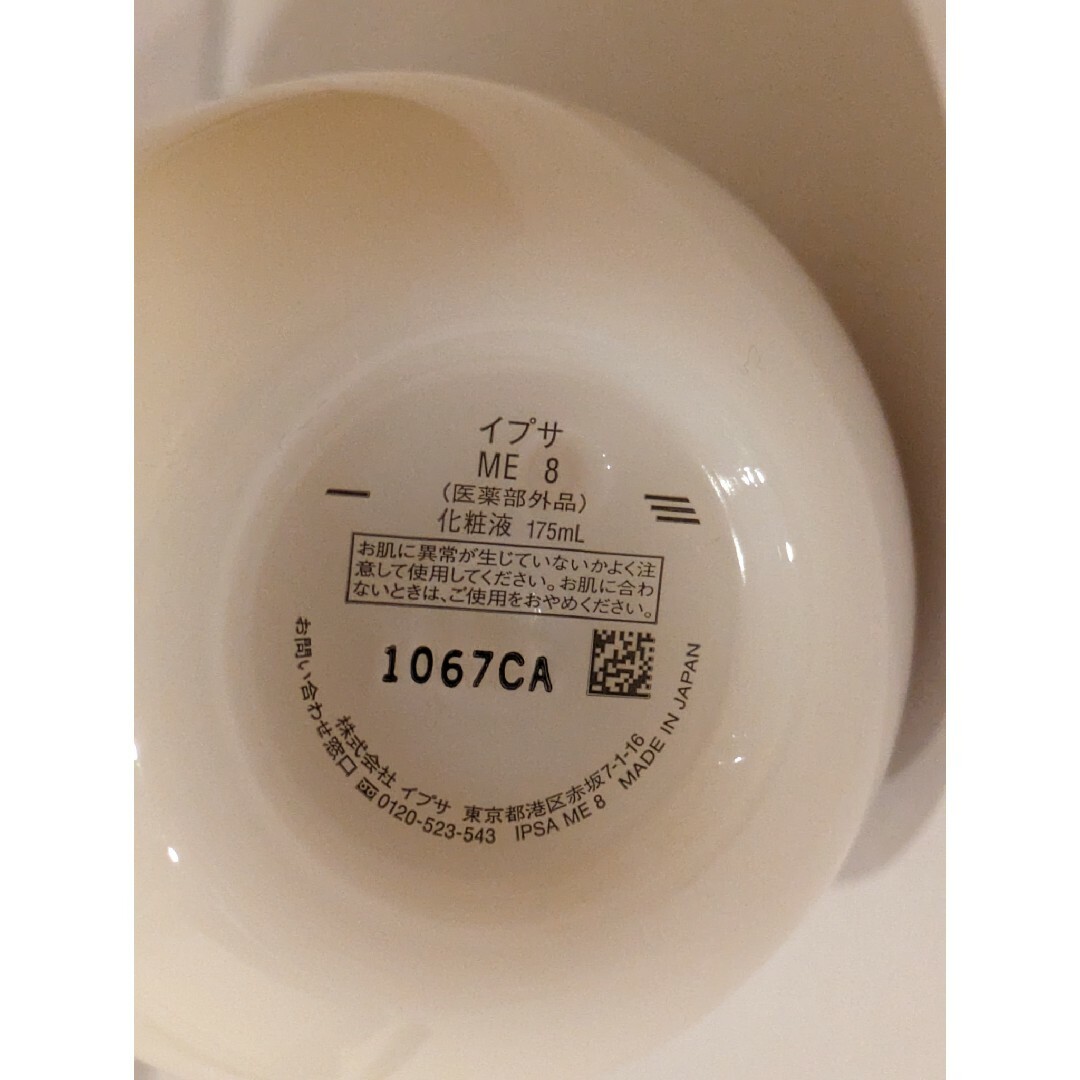 イプサ
ME 8
(医薬部外品)
化粧液 175mL
お肌に異常が生じていないかよく注
意して使用してください。お肌に合わ
ないときは、ご使用をおやめください。
1067CA
株式会社 イプサ 東京都港区赤坂7-1-16
お問い合わせ窓口 0120-523-543 IPSA ME 8 MADE IN JAPAN